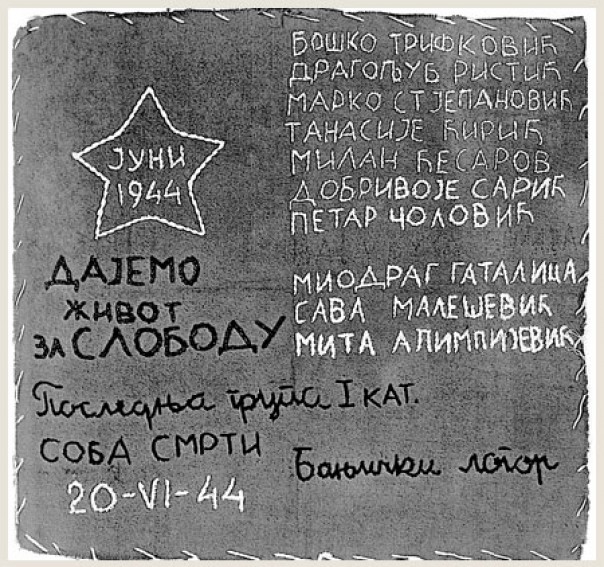 ЈУНИ
1944
ДАЈЕМО
ЖИВОТ
ЗА СЛОБОДУ
БОШКО ТРИФКОВИЋ
ДРАГОЉУБ РИСТИЋ
МАРКО СТЈЕПАНОВИЋ
ТАНАСИЈЕ ЋИРИЋ
МИЛАН ЋЕСАРОВ
ДОБРИВОЈЕ САРИЋ
ПЕТАР ЧОЛОВИЋ
МИОДРАГ ГАТАЛИЦА
САВА МАЛЕШЕВИЋ
МИТА АЛИМПИЈЕВИЋ
Последња група I КАТ.
СОБА СМРТИ
20-VI-44
Бањички логор